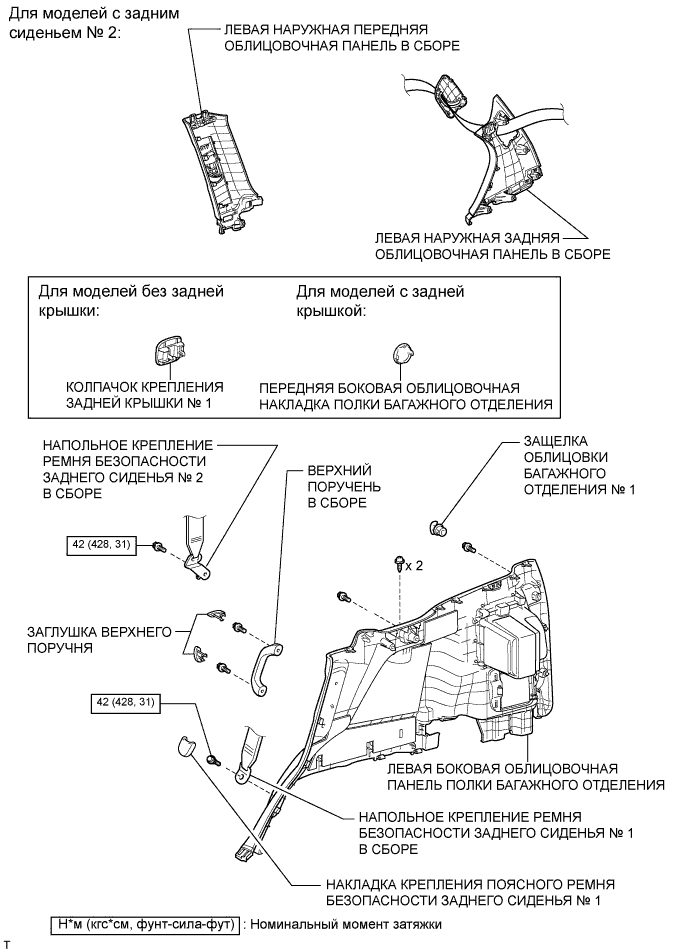 Для моделей с задним
сиденьем № 2:
ЛЕВАЯ НАРУЖНАЯ ПЕРЕДНЯЯ
ОБЛИЦОВОЧНАЯ ПАНЕЛЬ В СБОРЕ
ЛЕВАЯ НАРУЖНАЯ ЗАДНЯЯ
ОБЛИЦОВОЧНАЯ ПАНЕЛЬ В СБОРЕ
Для моделей без задней
крышки:
КОЛПАЧОК КРЕПЛЕНИЯ
ЗАДНЕЙ КРЫШКИ № 1
Для моделей с задней
крышкой:
ПЕРЕДНЯЯ БОКОВАЯ ОБЛИЦОВОЧНАЯ
НАКЛАДКА ПОЛКИ БАГАЖНОГО ОТДЕЛЕНИЯ
НАПОЛЬНОЕ КРЕПЛЕНИЕ
РЕМНЯ БЕЗОПАСНОСТИ
ЗАДНЕГО СИДЕНЬЯ № 2
В СБОРЕ
ВЕРХНИЙ
ПОРУЧЕНЬ
В СБОРЕ
ЗАЩЕЛКА
ОБЛИЦОВКИ
БАГАЖНОГО
ОТДЕЛЕНИЯ № 1
42 (428, 31)
x 2
ЗАГЛУШКА ВЕРХНЕГО
ПОРУЧНЯ
42 (428, 31)
ЛЕВАЯ БОКОВАЯ ОБЛИЦОВОЧНАЯ
ПАНЕЛЬ ПОЛКИ БАГАЖНОГО ОТДЕЛЕНИЯ
НАПОЛЬНОЕ КРЕПЛЕНИЕ РЕМНЯ
БЕЗОПАСНОСТИ ЗАДНЕГО СИДЕНЬЯ № 1
В СБОРЕ
НАКЛАДКА КРЕПЛЕНИЯ ПОЯСНОГО РЕМНЯ
БЕЗОПАСНОСТИ ЗАДНЕГО СИДЕНЬЯ № 1
Н*м (кгс*см, фунт-сила-фут) : Номинальный момент затяжки
T